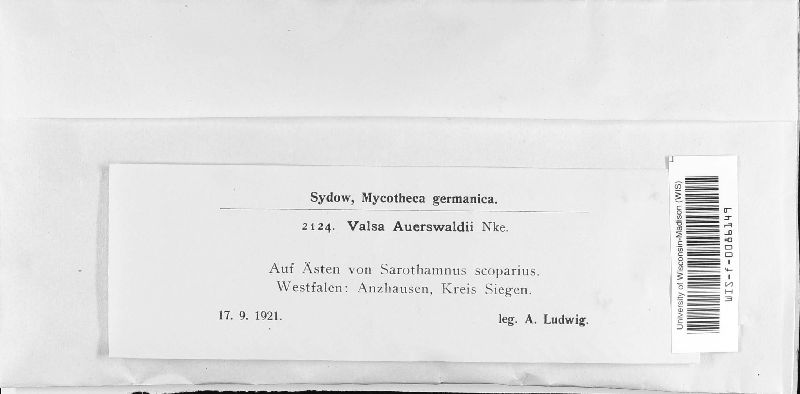 Sydow, Mycotheca germanica.
2124. Valsa Auerswaldii Nke.
Auf Ästen von Sarothamnus scoparius.
Westfalen: Anzhausen, Kreis Siegen.
17. 9. 1921.
leg. A. Ludwig.
University of Wisconsin-Madison (WIS)
WIS-f-0086149